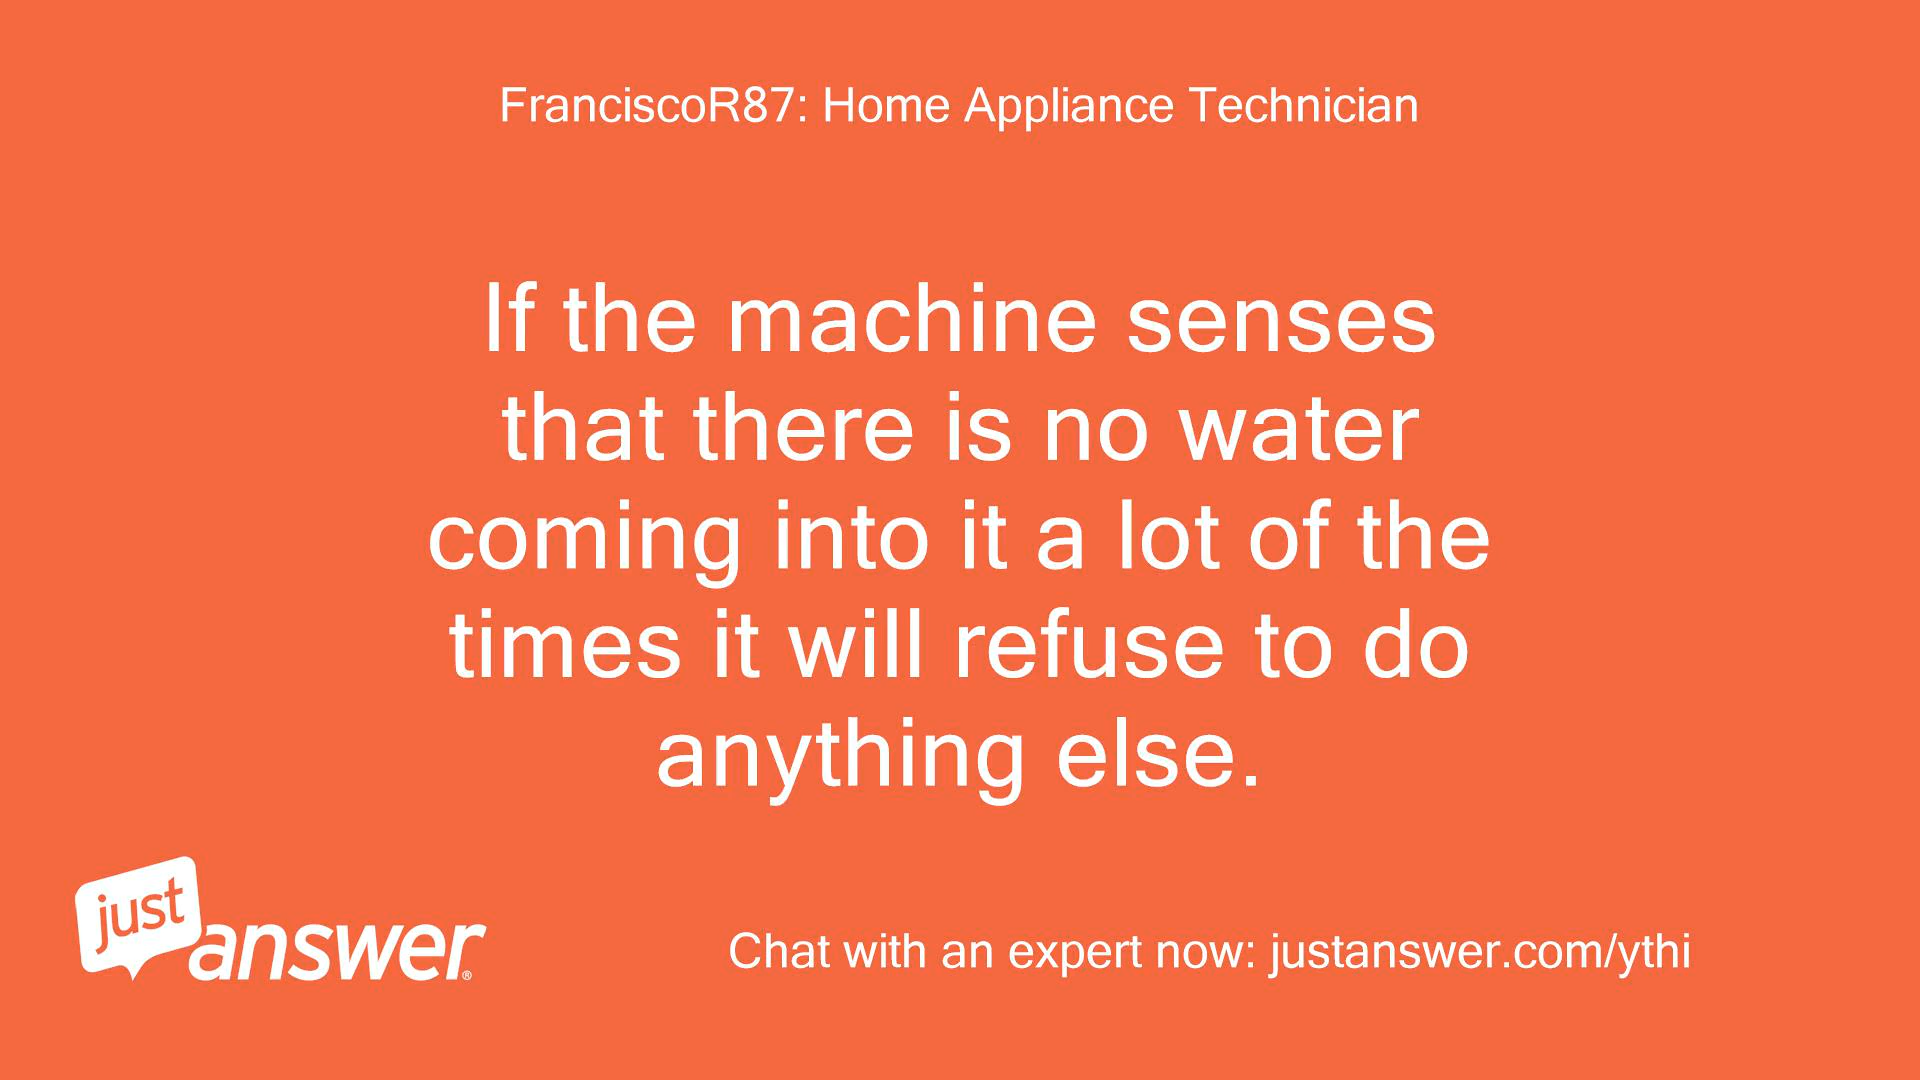 FranciscoR87: Home Appliance Technician
If the machine senses
that there is no water
coming into it a lot of the
times it will refuse to do
anything else.
just
answer®
Chat with an expert now: justanswer.com/ythi